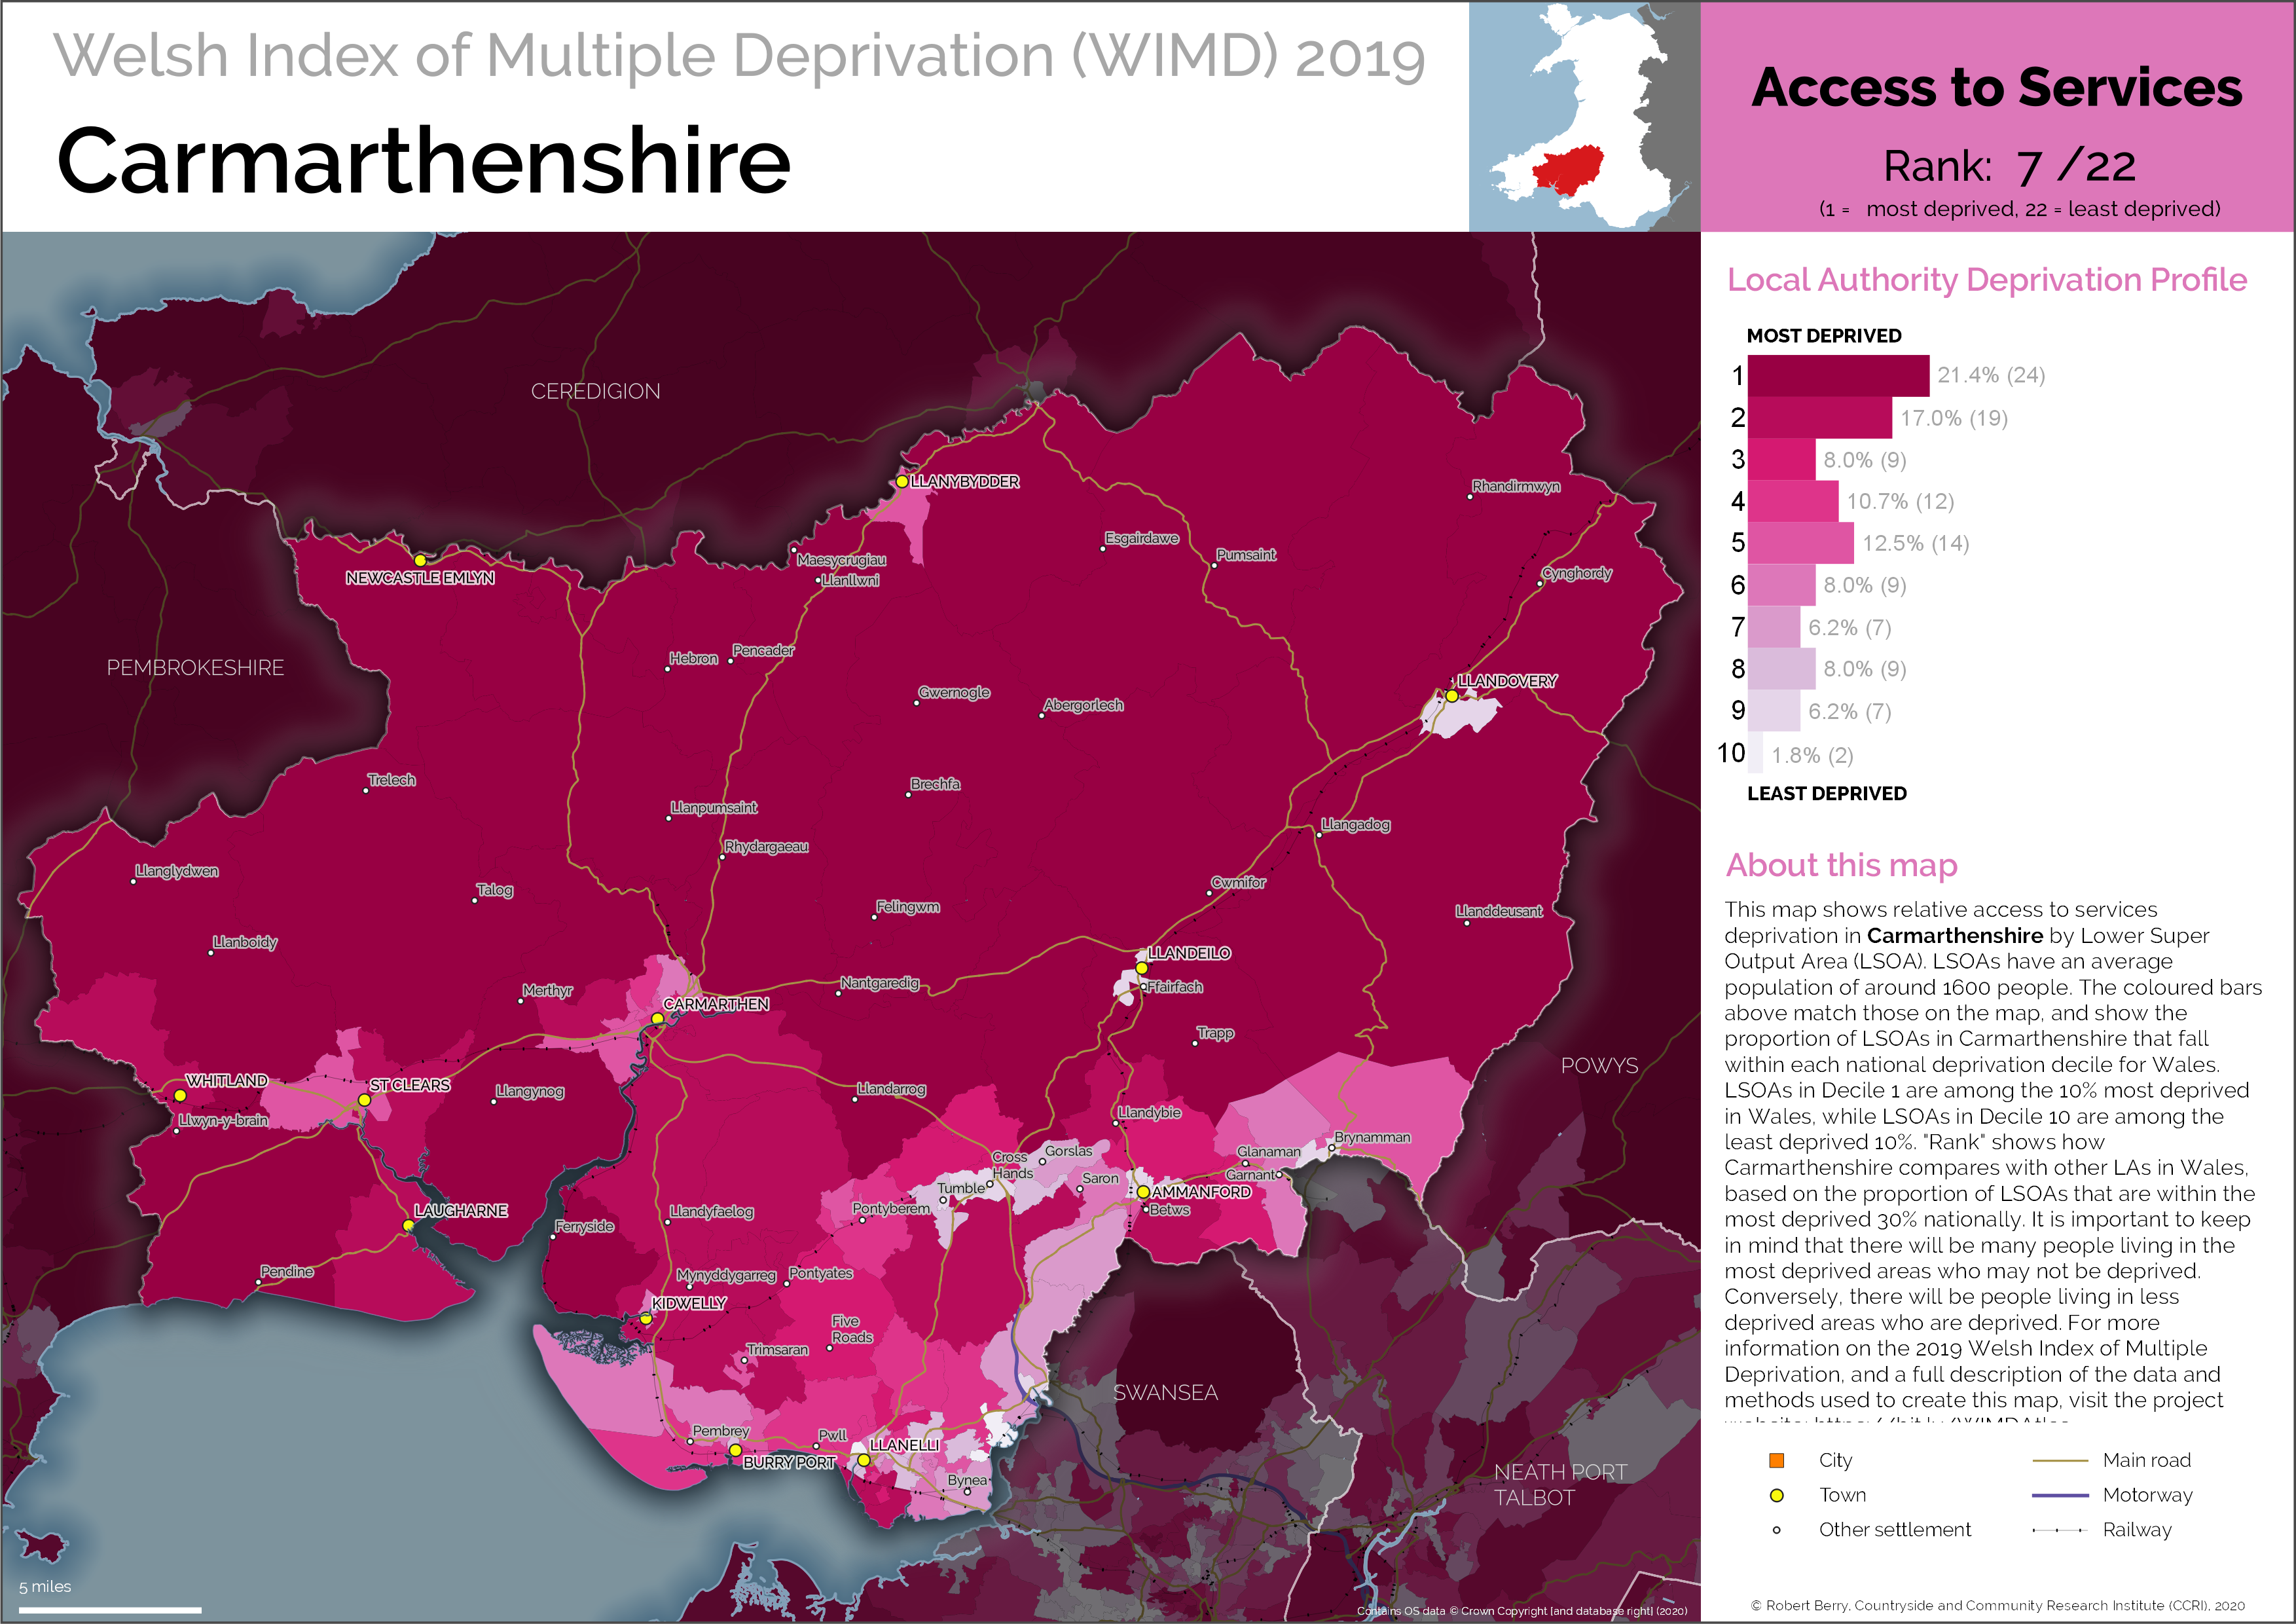 Welsh Index of Multiple Deprivation (WIMD) 2019
Carmarthenshire
Access to Services
Rank: 7 /22
(1 = most deprived, 22 = least deprived)
Local Authority Deprivation Profile
MOST DEPRIVED
1 21.4% (24)
2 17.0% (19)
3 8.0% (9)
4 10.7% (12)
5 12.5% (14)
6 8.0% (9)
7 6.2% (7)
8 8.0% (9)
9 6.2% (7)
10 1.8% (2)
LEAST DEPRIVED
About this map
This map shows relative access to services
deprivation in Carmarthenshire by Lower Super
Output Area (LSOA). LSOAs have an average
population of around 1600 people. The coloured bars
above match those on the map, and show the
proportion of LSOAs in Carmarthenshire that fall
within each national deprivation decile for Wales.
LSOAs in Decile 1 are among the 10% most deprived
in Wales, while LSOAs in Decile 10 are among the
least deprived 10%. "Rank" shows how
Carmarthenshire compares with other LAs in Wales,
based on the proportion of LSOAs that are within the
most deprived 30% nationally. It is important to keep
in mind that there will be many people living in the
most deprived areas who may not be deprived.
Conversely, there will be people living in less
deprived areas who are deprived. For more
information on the 2019 Welsh Index of Multiple
Deprivation, and a full description of the data and
methods used to create this map, visit the project
City
Town
Other settlement
Main road
Motorway
Railway
© Robert Berry, Countryside and Community Research Institute (CCRI), 2020
CEREDIGION
LLANYBYDDER
Rhandirmwyn
Esgairdawe
Pumsaint
Maesycrugiau
Llanllwni
NEWCASTLE EMLYN
Cynghordy
PEMBROKESHIRE
Hebron
Pencader
Gwernogle
Abergorlech
LLANDOVERY
Trelech
Brechfa
Llanpumsaint
Rhydargaeau
Llangadog
Llanglydwen
Talog
Cwmifor
Felingwm
Llanddeusant
Llanboidy
LLANDEILO
Ffairfach
Merthyr
CARMARTHEN
Nantgaredig
Trapp
POWYS
WHITLAND
ST CLEARS
Llangynog
Llandarrog
Llwyn-y-brain
Llandybie
Brynamman
Glanaman
Garnant
Gorslas
Cross
Hands
Saron
Tumble
AMMANFORD
Betws
LAUGHARNE
Ferryside
Llandyfaelog
Pontyberem
Pendine
Mynyddygarreg
Pontyates
KIDWELLY
Five
Roads
Trimsaran
SWANSEA
Pembrey
Pwll
BURRY PORT
LLANELLI
Bynea
NEATH PORT
TALBOT
5 miles
Contains OS data © Crown Copyright [and database right] (2020)